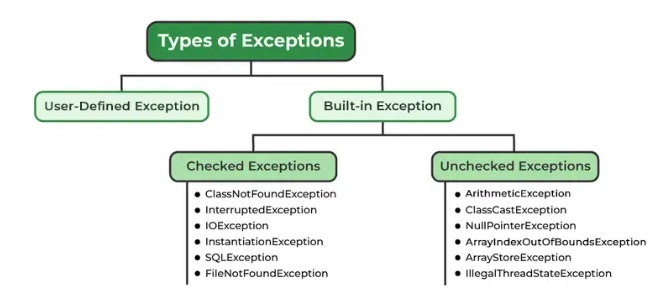 Types of Exceptions
User-Defined Exception
Built-in Exception
Checked Exceptions
ClassNotFoundException
InterruptedException
IOException
InstantiationException
SQLException
FileNotFoundException
Unchecked Exceptions
ArithmeticException
ClassCastException
NullPointerException
ArrayIndexOutOfBoundsException
ArrayStoreException
IllegalThreadStateException